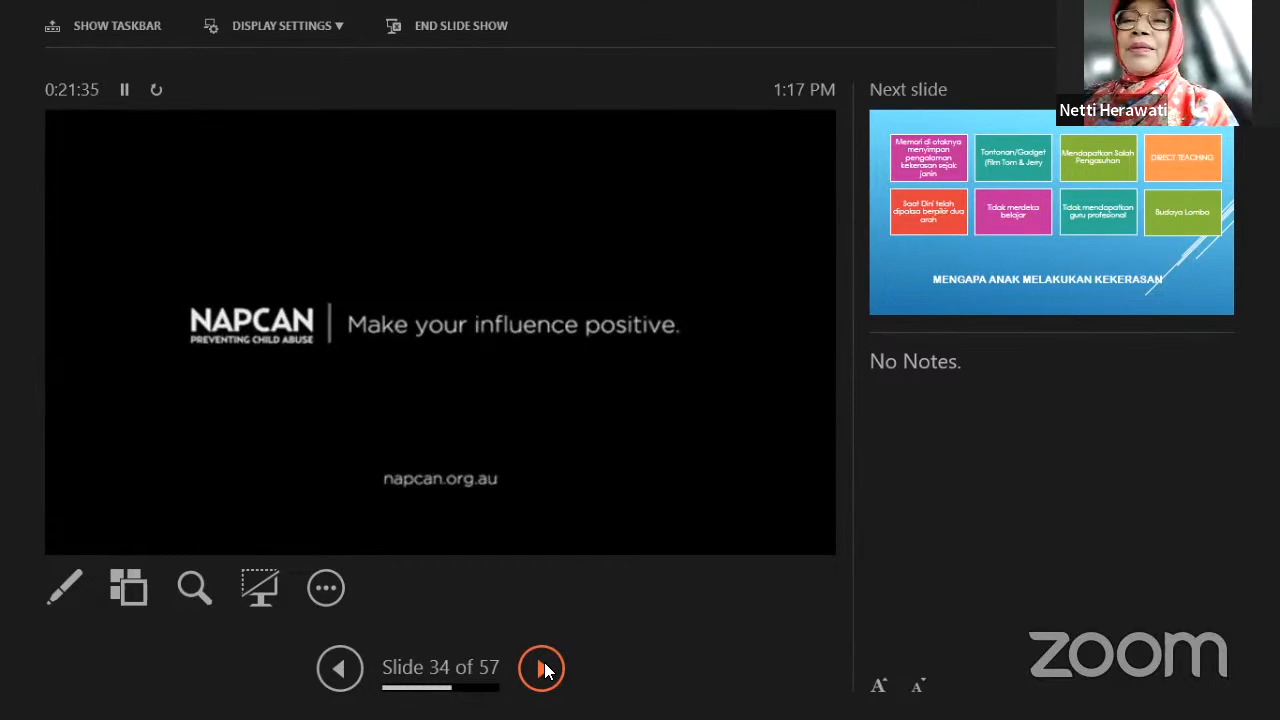 SHOW TASKBAR
DISPLAY SETTINGS ▼
END SLIDE SHOW
0:21:35
1:17 PM
Next slide
Netti Herawati
NAPCAN
PREVENTING CHILD ABUSE
Make your influence positive.
napcan.org.au
Memori di otaknya
menyimpan
pengalaman
kekerasan sejak
janin
Tontonan/Gadget
(film Tom & Jerry
Mendapatkan Salah
Pengasuhan
DIRECT TEACHING
Saat Dini telah
dipaksa berpikir dua
arah
Tidak merdeka
belajar
Tidak mendapatkan
guru profesional
Budaya Lomba
MENGAPA ANAK MELAKUKAN KEKERASAN
No Notes.
Slide 34 of 57
A A
zoom